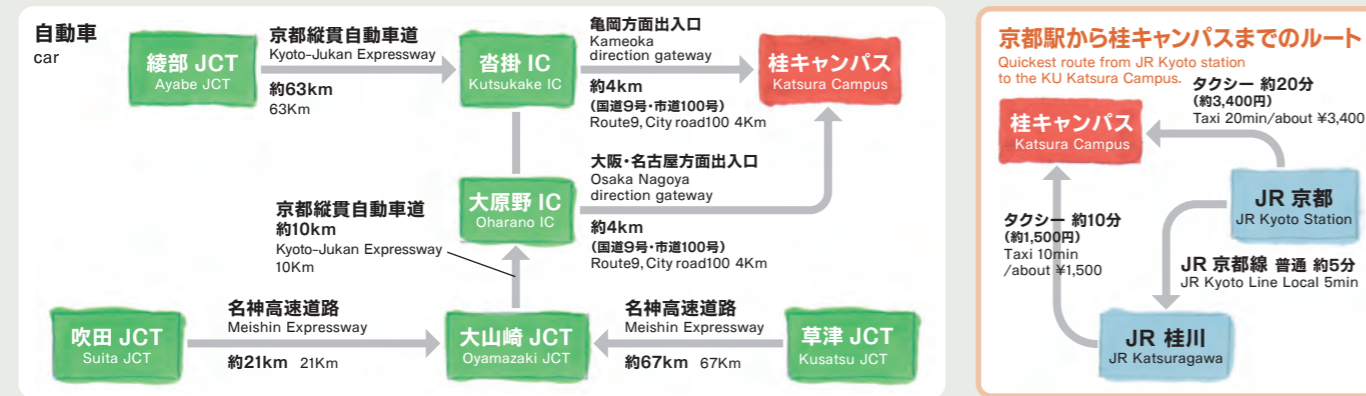 自動車
car
綾部 JCT
Ayabe JCT
京都縦貫自動車道
Kyoto-Jukan Expressway
約63km
63Km
沓掛 IC
Kutsukake IC
亀岡方面出入口
Kameoka
direction gateway
約4km
(国道9号・市道100号)
Route9, City road100 4Km
桂キャンパス
Katsura Campus
大原野 IC
Oharano IC
大阪・名古屋方面出入口
Osaka Nagoya
direction gateway
約4km
(国道9号・市道100号)
Route9, City road100 4Km
京都縦貫自動車道
約10km
Kyoto-Jukan Expressway
10Km
吹田 JCT
Suita JCT
名神高速道路
Meishin Expressway
約21km 21Km
大山崎 JCT
Oyamazaki JCT
名神高速道路
Meishin Expressway
約67km 67Km
草津 JCT
Kusatsu JCT
京都駅から桂キャンパスまでのルート
Quickest route from JR Kyoto station
to the KU Katsura Campus.
タクシー 約20分
(約3,400円)
Taxi 20min/about ¥3,400
桂キャンパス
Katsura Campus
JR 京都
JR Kyoto Station
タクシー 約10分
(約1,500円)
Taxi 10min
/about ¥1,500
JR 京都線 普通 約5分
JR Kyoto Line Local 5min
JR 桂川
JR Katsuragawa